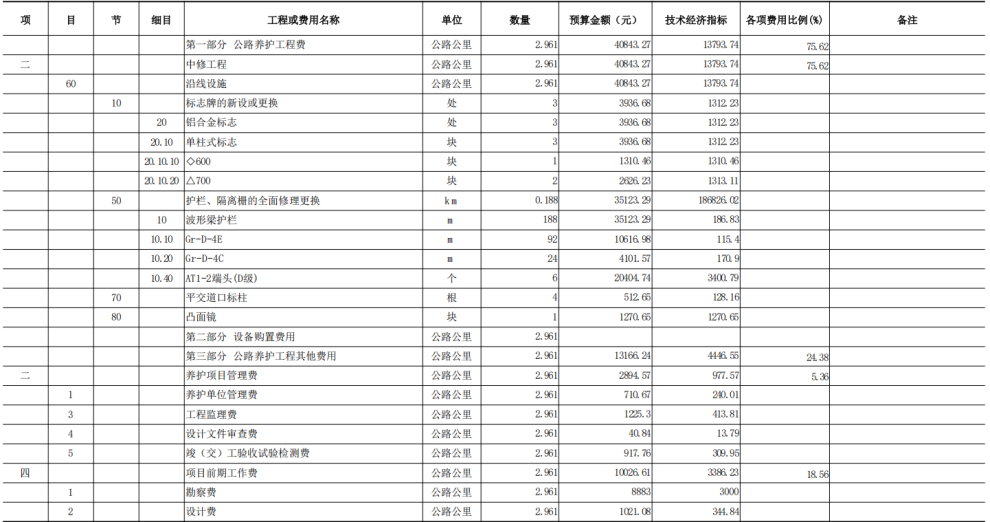 项 目 节 细目 工程或费用名称 单位 数量 预算金额（元） 技术经济指标 各项费用比例(%) 备注
第一部分 公路养护工程费 公路公里 2.961 40843.27 13793.74 75.62
二 中修工程 公路公里 2.961 40843.27 13793.74 75.62
60 沿线设施 公路公里 2.961 40843.27 13793.74
10 标志牌的新设或更换 处 3 3936.68 1312.23
20 铝合金标志 处 3 3936.68 1312.23
20.10 单柱式标志 块 3 3936.68 1312.23
20.10.10 ◇600 块 1 1310.46 1310.46
20.10.20 △700 块 2 2626.23 1313.11
50 护栏、隔离栅的全面修理更换 km 0.188 35123.29 186826.02
10 波形梁护栏 m 188 35123.29 186.83
10.10 Gr-D-4E m 92 10616.98 115.4
10.20 Gr-D-4C m 24 4101.57 170.9
10.40 AT1-2端头(D级) 个 6 20404.74 3400.79
70 平交道口标柱 根 4 512.65 128.16
80 凸面镜 块 1 1270.65 1270.65
第二部分 设备购置费用 公路公里 2.961
第三部分 公路养护工程其他费用 公路公里 2.961 13166.24 4446.55 24.38
二 养护项目管理费 公路公里 2.961 2894.57 977.57 5.36
1 养护单位管理费 公路公里 2.961 710.67 240.01
3 工程监理费 公路公里 2.961 1225.3 413.81
4 设计文件审查费 公路公里 2.961 40.84 13.79
5 竣（交）工验收试验检测费 公路公里 2.961 917.76 309.95
四 项目前期工作费 公路公里 2.961 10026.61 3386.23 18.56
1 勘察费 公路公里 2.961 8883 3000
2 设计费 公路公里 2.961 1021.08 344.84